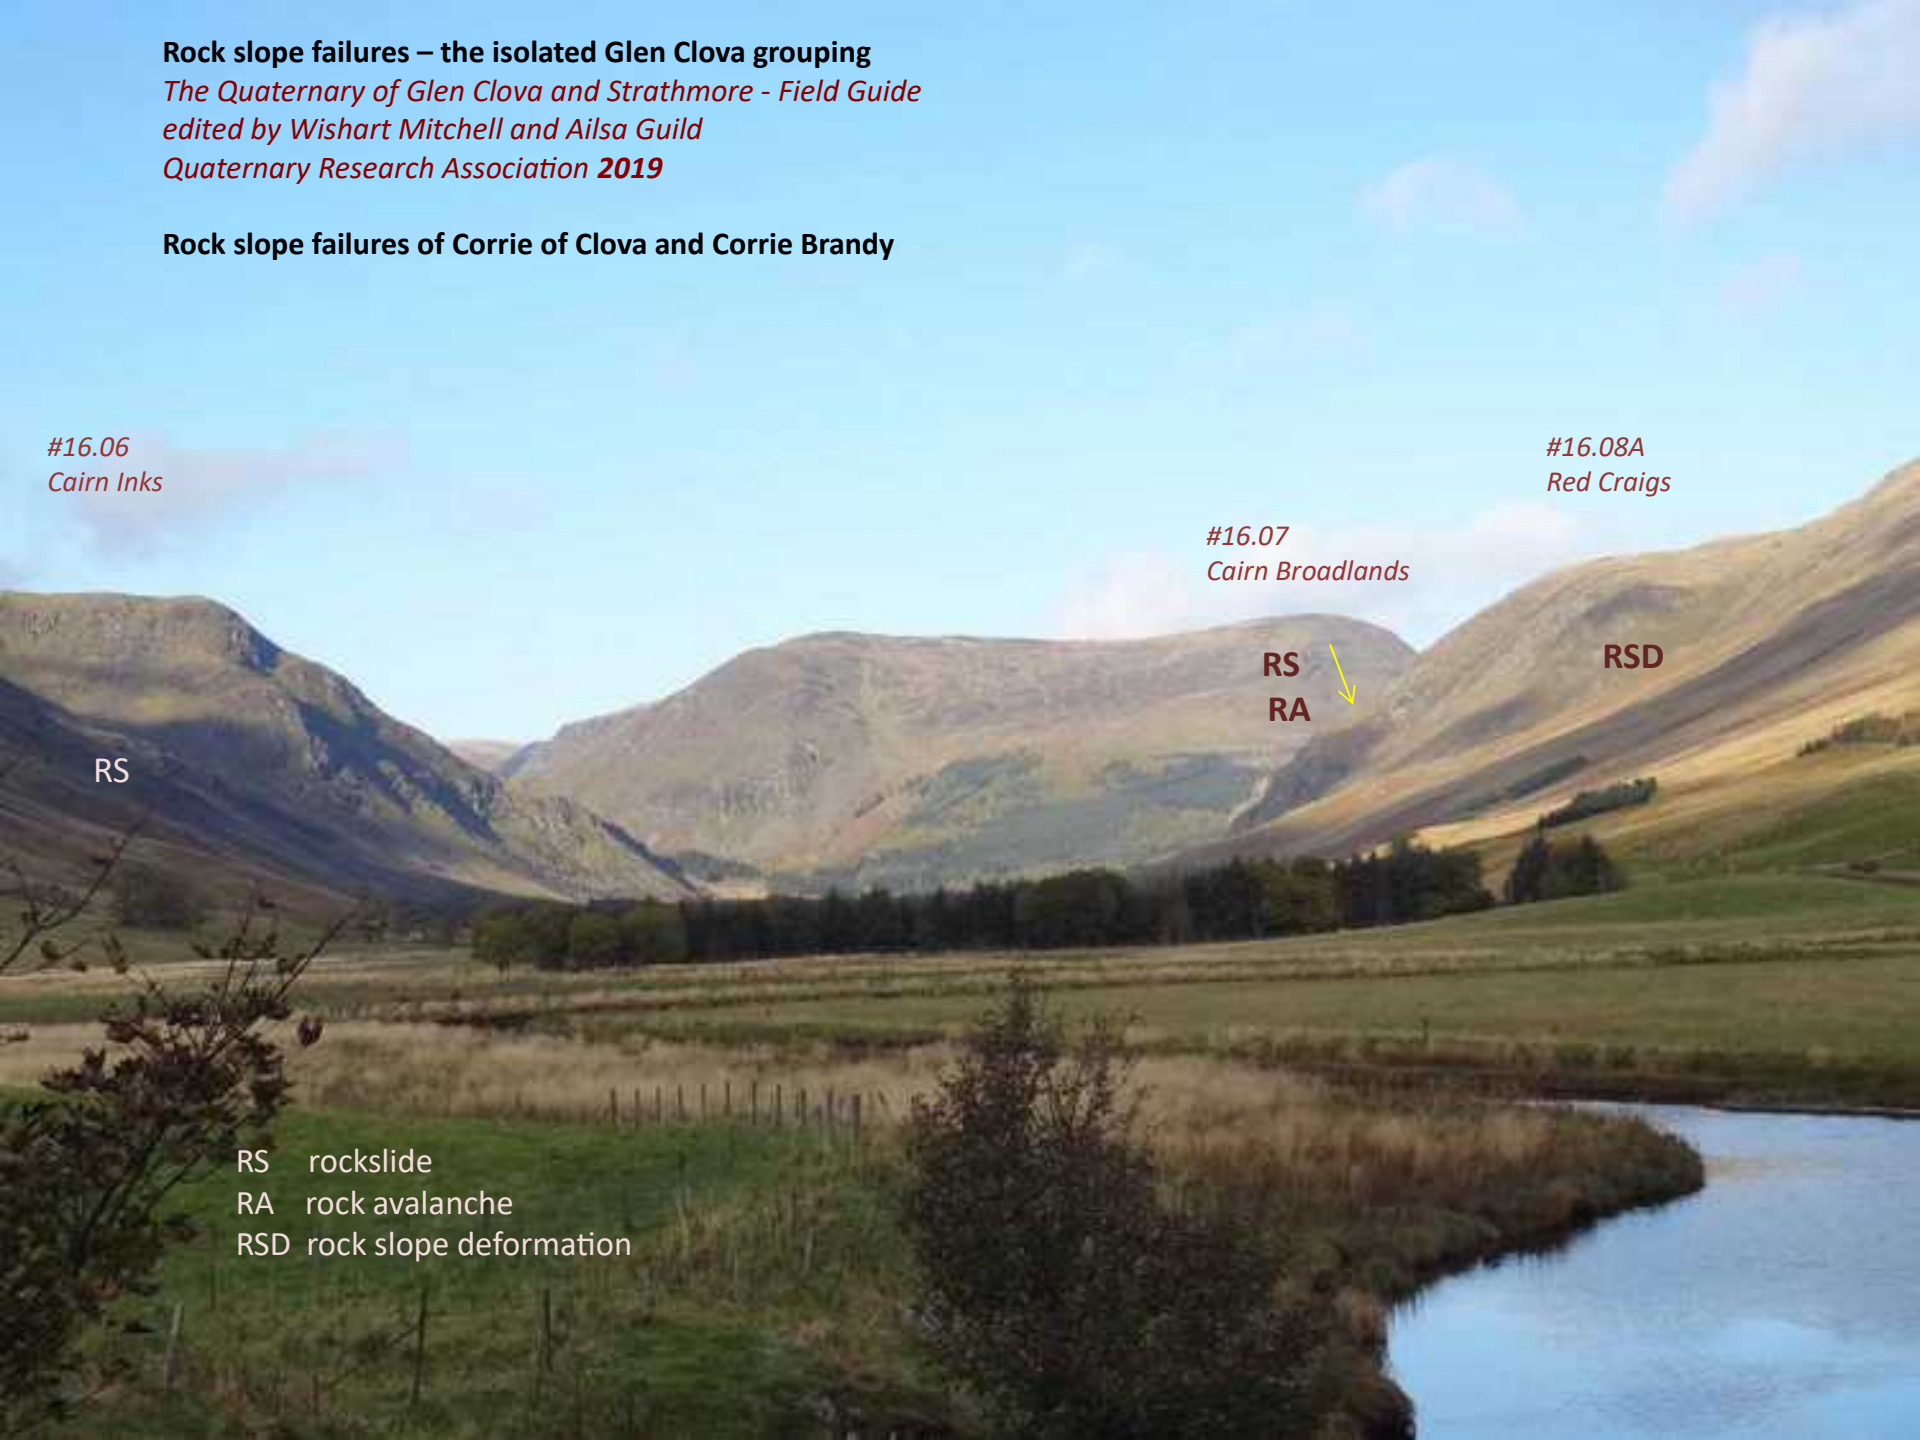 Rock slope failures – the isolated Glen Clova grouping
The Quaternary of Glen Clova and Strathmore - Field Guide
edited by Wishart Mitchell and Ailsa Guild
Quaternary Research Association 2019
Rock slope failures of Corrie of Clova and Corrie Brandy
#16.06
Cairn Inks
#16.08A
Red Craigs
#16.07
Cairn Broadlands
RS
RA
RSD
RS
RS rockslide
RA rock avalanche
RSD rock slope deformation